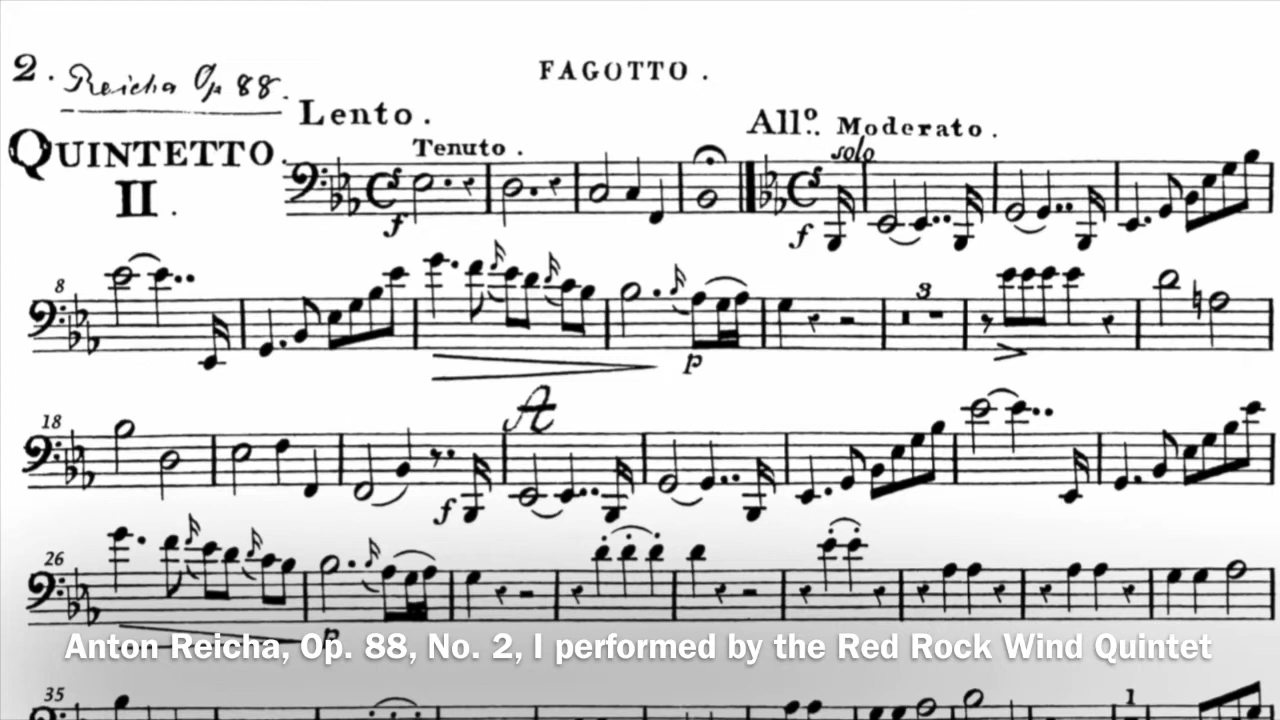 2. Reicha Op 88.
FAGOTTO.
QUINTETTO.
II.
Lento.
Tenuto.
All.º Moderato.
solo
f
f
8
3
p
18
A
f
26
p
Anton Reicha, Op. 88, No. 2, I performed by the Red Rock Wind Quintet
35
1